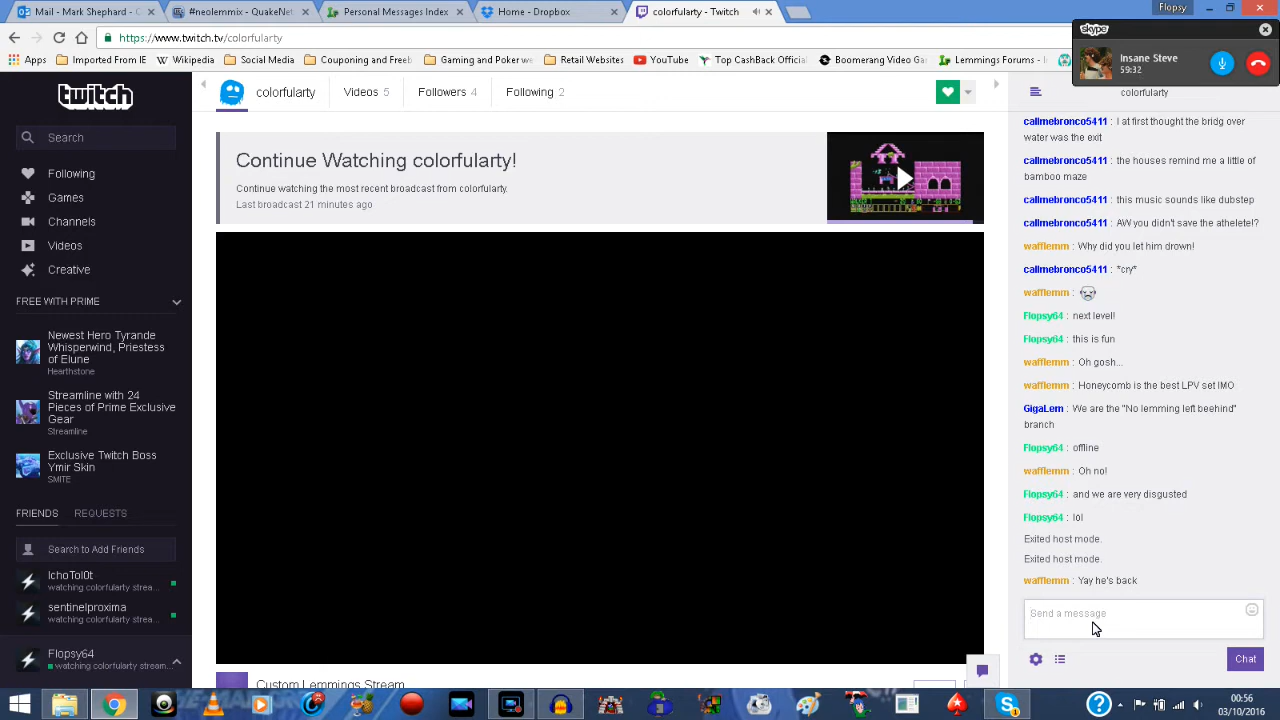 Mail - Mark Shephard - O
#neolemmix - QuakeNet
Personal Messages Index
Home - Dropbox
colorfularty - Twitch
Flopsy
https://www.twitch.tv/colorfularty
Apps
Imported From IE
Gaming and Poker we
Social Media
Couponing and Freeb
Retail Websites
YouTube
Top CashBack Offici
Boomerang Video Ga
Lemmings Forums - In
skype
Insane Steve
59:32
twitch
Search
Following
Games
Channels
Videos
Creative
FREE WITH PRIME
Newest Hero Tyrande
Whisperwind, Priestess
of Elune
Hearthstone
Streamline with 24
Pieces of Prime Exclusive
Gear
Streamline
Exclusive Twitch Boss
Ymir Skin
SMITE
FRIENDS
REQUESTS
Search to Add Friends
IchoTol0t
watching colorfularty strea...
sentinelproxima
watching colorfularty strea...
Flopsy64
watching colorfularty stream...
colorfularty
Videos 5
Followers 4
Following 2
Continue Watching colorfularty!
Continue watching the most recent broadcast from colorfularty
Last broadcast 21 minutes ago
Custom Lemmings Stream
colorfularty
callmebronco5411 : I at first thought the bridg over
water was the exit
callmebronco5411 : the houses remind me a little of
bamboo maze
callmebronco5411 : this music sounds like dubstep
callmebronco5411 : AW you didn't save the atheletel?
wafflemm : Why did you let him drown!
callmebronco5411 : *cry*
wafflemm :
Flopsy64 : next level!
Flopsy64 : this is fun
wafflemm : Oh gosh...
wafflemm : Honeycomb is the best LPV set IMO
GigaLem : We are the "No lemming left beehind"
branch
Flopsy64 : offline
wafflemm : Oh no!
Flopsy64 : and we are very disgusted
Flopsy64 : lol
Exited host mode.
Exited host mode.
wafflemm : Yay he's back
Send a message
Chat
00:56
03/10/2016